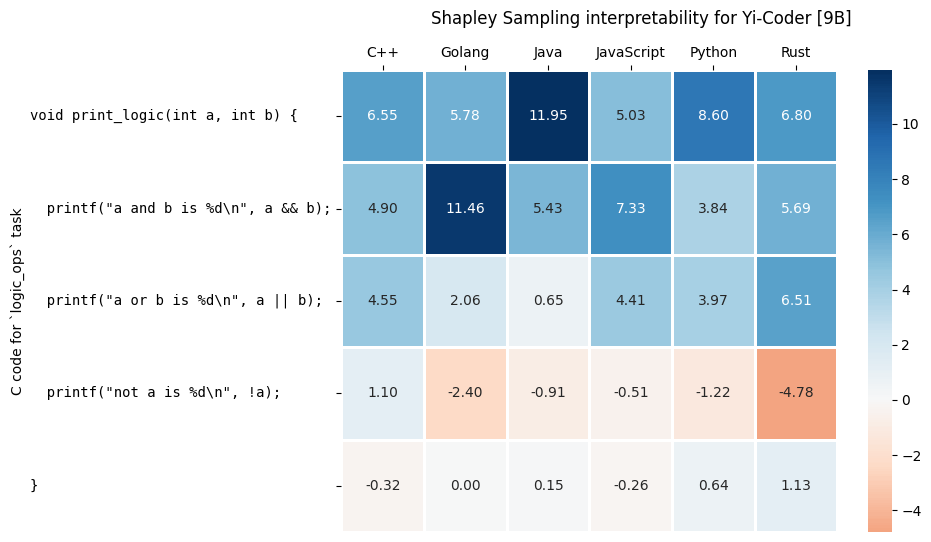 Shapley Sampling interpretability for Yi-Coder [9B]
C++ Golang Java JavaScript Python Rust
C code for `logic_ops` task
void print_logic(int a, int b) { 6.55 5.78 11.95 5.03 8.60 6.80
printf("a and b is %d\n", a && b); 4.90 11.46 5.43 7.33 3.84 5.69
printf("a or b is %d\n", a || b); 4.55 2.06 0.65 4.41 3.97 6.51
printf("not a is %d\n", !a); 1.10 -2.40 -0.91 -0.51 -1.22 -4.78
} -0.32 0.00 0.15 -0.26 0.64 1.13
10
8
6
4
2
0
−2
−4